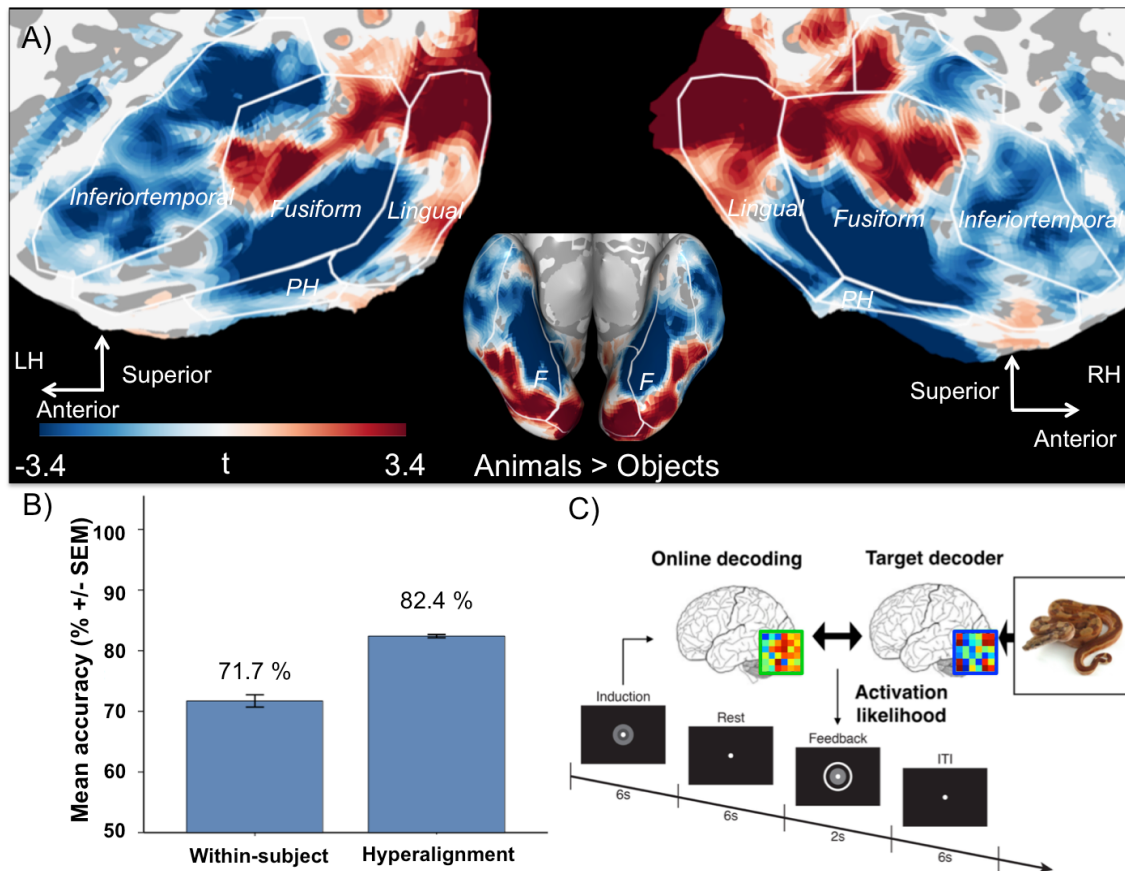 A)
Inferiortemporal
Fusiform
Lingual
PH
LH
Superior
Anterior
-3.4
t
3.4
F
F
Animals > Objects
Lingual
Fusiform
Inferiortemporal
PH
Superior
RH
Anterior
B)
Mean accuracy (% +/- SEM)
100
90
80
70
60
50
71.7 %
82.4 %
Within-subject
Hyperalignment
C)
Online decoding
Target decoder
Activation
likelihood
Induction
Rest
Feedback
ITI
6s
6s
2s
6s